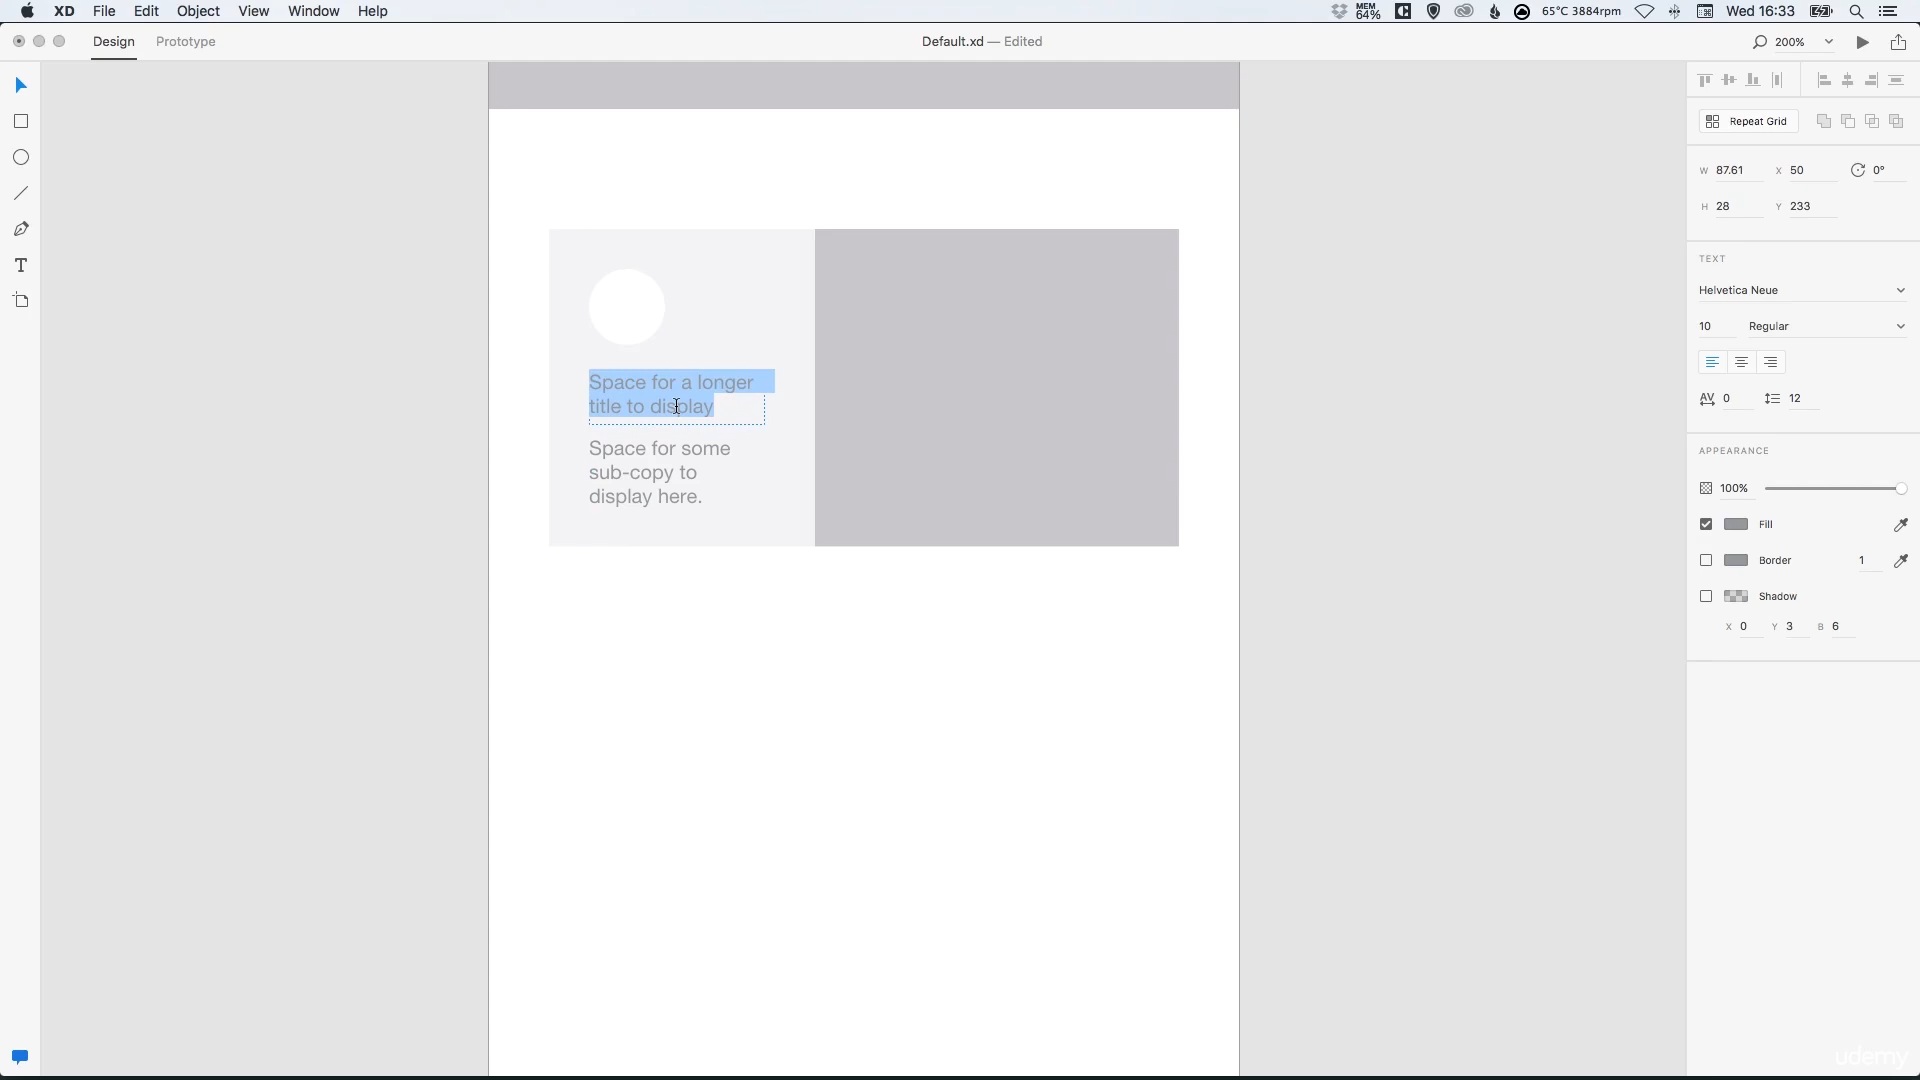 XD File Edit Object View Window Help
MEM
64%
65°C 3884rpm
Wed 16:33
Design Prototype
Default.xd — Edited
200%
Repeat Grid
W 87.61 X 50 0°
H 28 Y 233
TEXT
Helvetica Neue
10 Regular
AV 0 12
APPEARANCE
100%
Fill
Border 1
Shadow
X 0 Y 3 B 6
Space for a longer
title to display
Space for some
sub-copy to
display here.
T
udemy